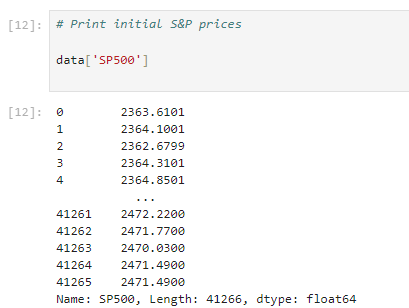 [12]: # Print initial S&P prices
data['SP500']
[12]: 0 2363.6101
1 2364.1001
2 2362.6799
3 2364.3101
4 2364.8501
...
41261 2472.2200
41262 2471.7700
41263 2470.0300
41264 2471.4900
41265 2471.4900
Name: SP500, Length: 41266, dtype: float64